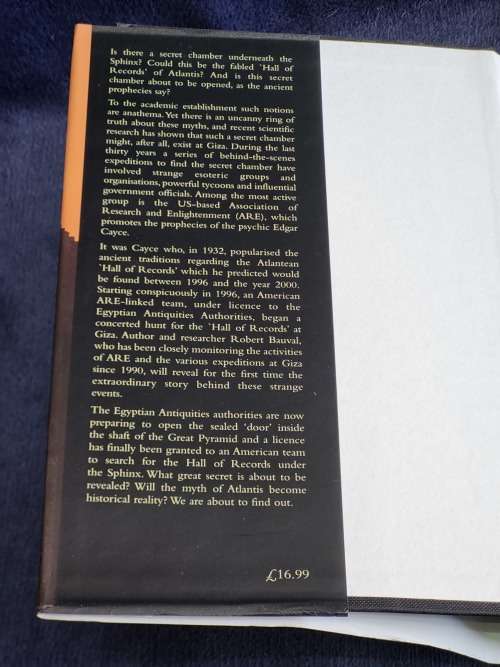 Is there a secret chamber underneath the
Sphinx? Could this be the fabled 'Hall of
Records' of Atlantis? And is this secret
chamber about to be opened, as the ancient
prophecies say?
To the academic establishment such notions
are anathema. Yet there is an uncanny ring of
truth about these myths, and recent scientific
research has shown that such a secret chamber
might, after all, exist at Giza. During the last
thirty years a series of behind-the-scenes
expeditions to find the secret chamber have
involved strange esoteric groups and
organisations, powerful tycoons and influential
government officials. Among the most active
group is the US-based Association of
Research and Enlightenment (ARE), which
promotes the prophecies of the psychic Edgar
Cayce.
It was Cayce who, in 1932, popularised the
ancient traditions regarding the Atlantean
'Hall of Records' which he predicted would
be found between 1996 and the year 2000.
Starting conspicuously in 1996, an American
ARE-linked team, under licence to the
Egyptian Antiquities Authorities, began a
concerted hunt for the 'Hall of Records' at
Giza. Author and researcher Robert Bauval,
who has been closely monitoring the activities
of ARE and the various expeditions at Giza
since 1990, will reveal for the first time the
extraordinary story behind these strange
events.
The Egyptian Antiquities authorities are now
preparing to open the sealed 'door' inside
the shaft of the Great Pyramid and a licence
has finally been granted to an American team
to search for the Hall of Records under
the Sphinx. What great secret is about to be
revealed? Will the myth of Atlantis become
historical reality? We are about to find out.
£16.99